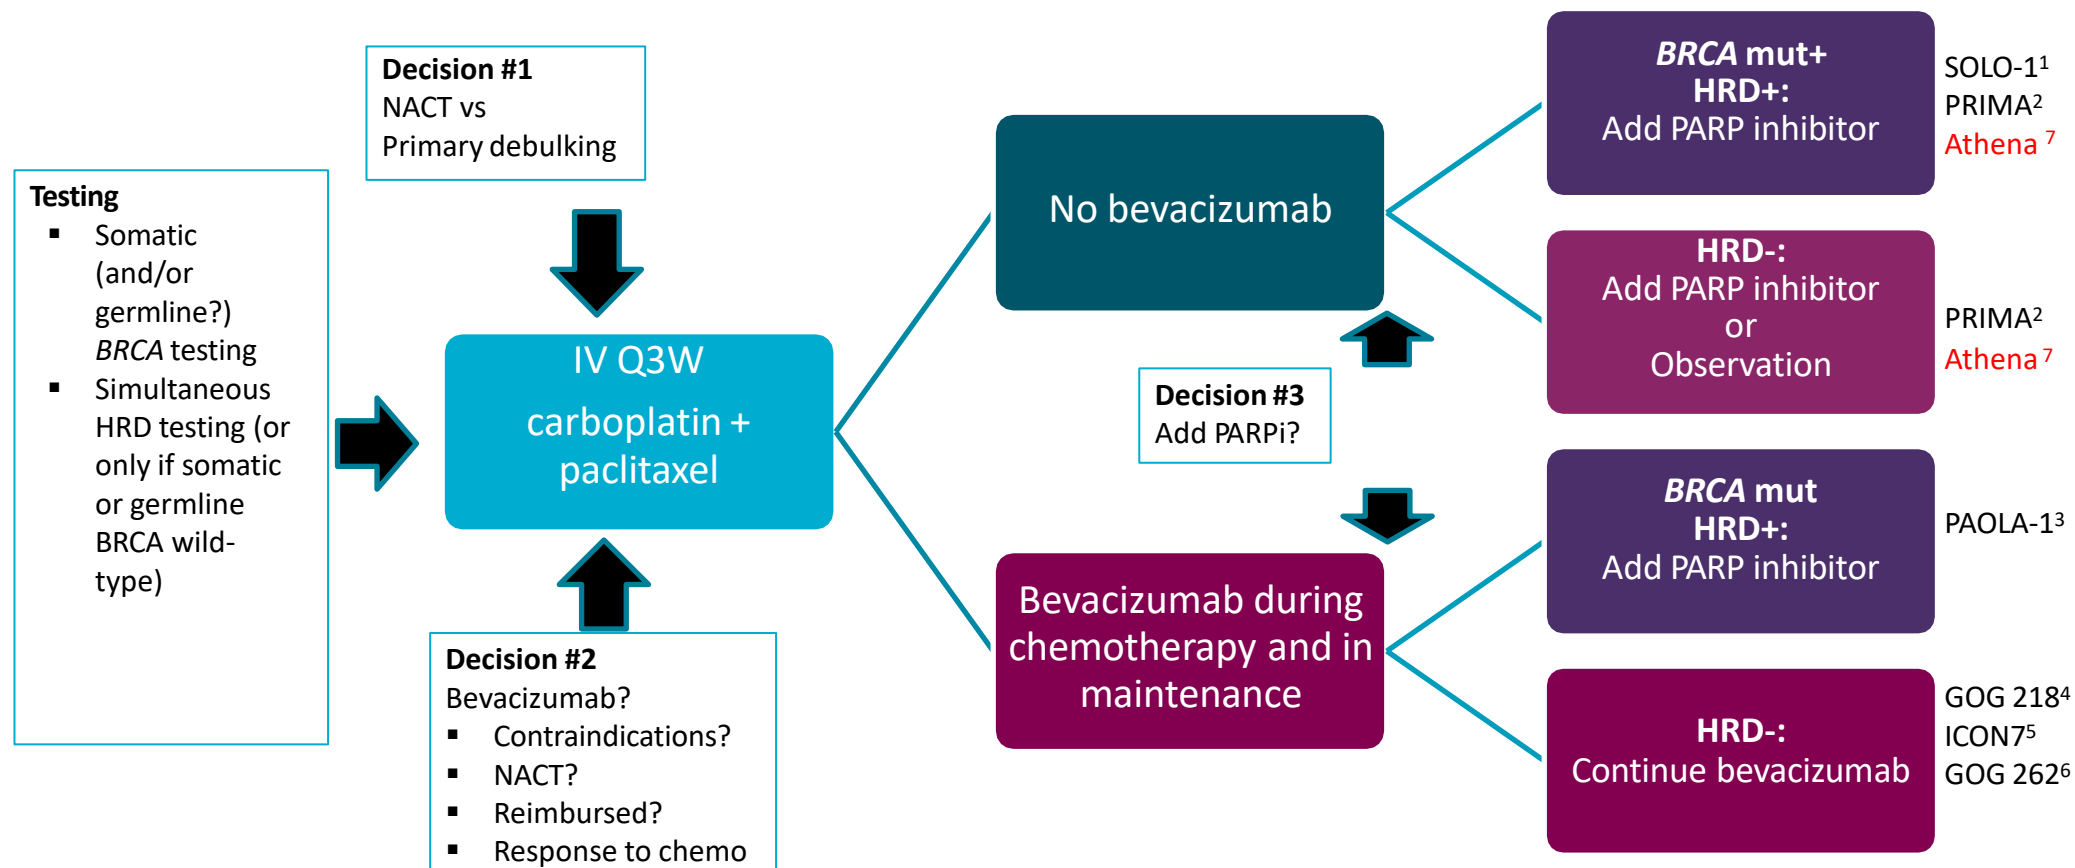 Testing
▪ Somatic
(and/or
germline?)
BRCA testing
▪ Simultaneous
HRD testing (or
only if somatic
or germline
BRCA wild-
type)
Decision #1
NACT vs
Primary debulking
IV Q3W
carboplatin +
paclitaxel
Decision #2
Bevacizumab?
▪ Contraindications?
▪ NACT?
▪ Reimbursed?
▪ Response to chemo
No bevacizumab
Decision #3
Add PARPi?
Bevacizumab during
chemotherapy and in
maintenance
BRCA mut+
HRD+:
Add PARP inhibitor
SOLO-1¹
PRIMA²
Athena ⁷
HRD-:
Add PARP inhibitor
or
Observation
PRIMA²
Athena ⁷
BRCA mut
HRD+:
Add PARP inhibitor
PAOLA-1³
HRD-:
Continue bevacizumab
GOG 218⁴
ICON7⁵
GOG 262⁶